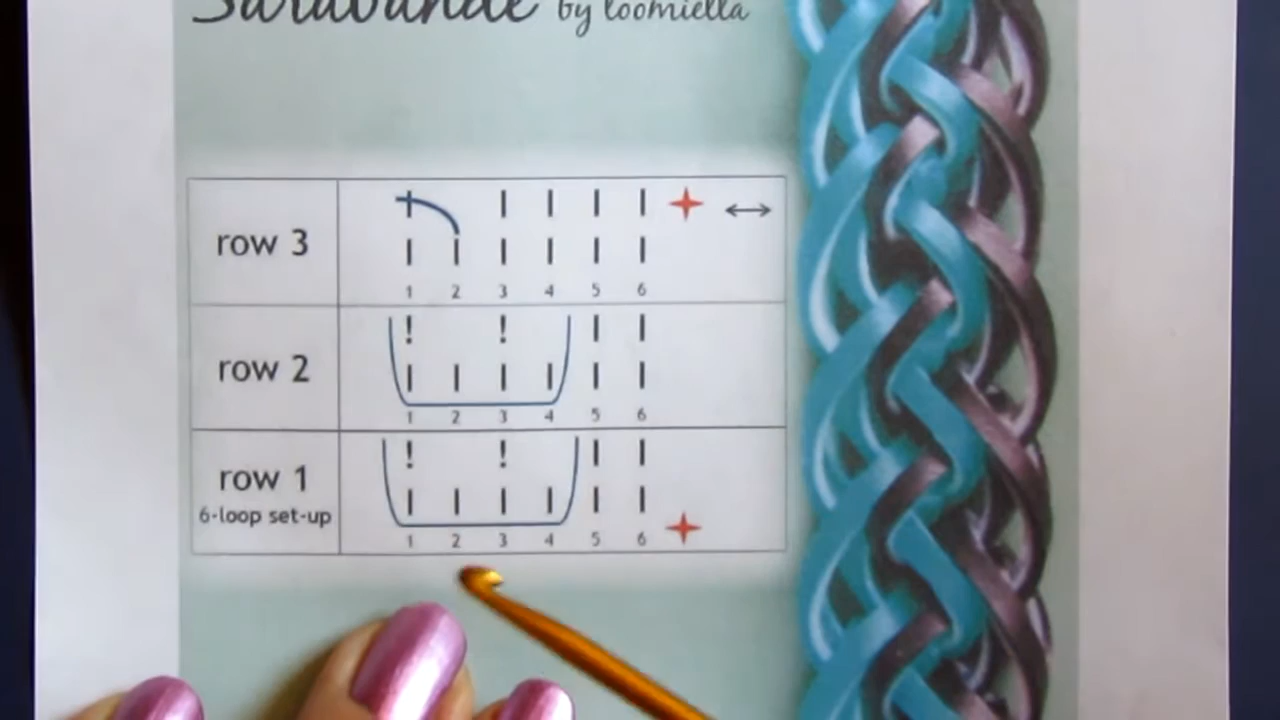 Sarabande by loomiella
row 3
1 2 3 4 5 6
! !
row 2
1 2 3 4 5 6
! !
row 1
6-loop set-up
1 2 3 4 5 6